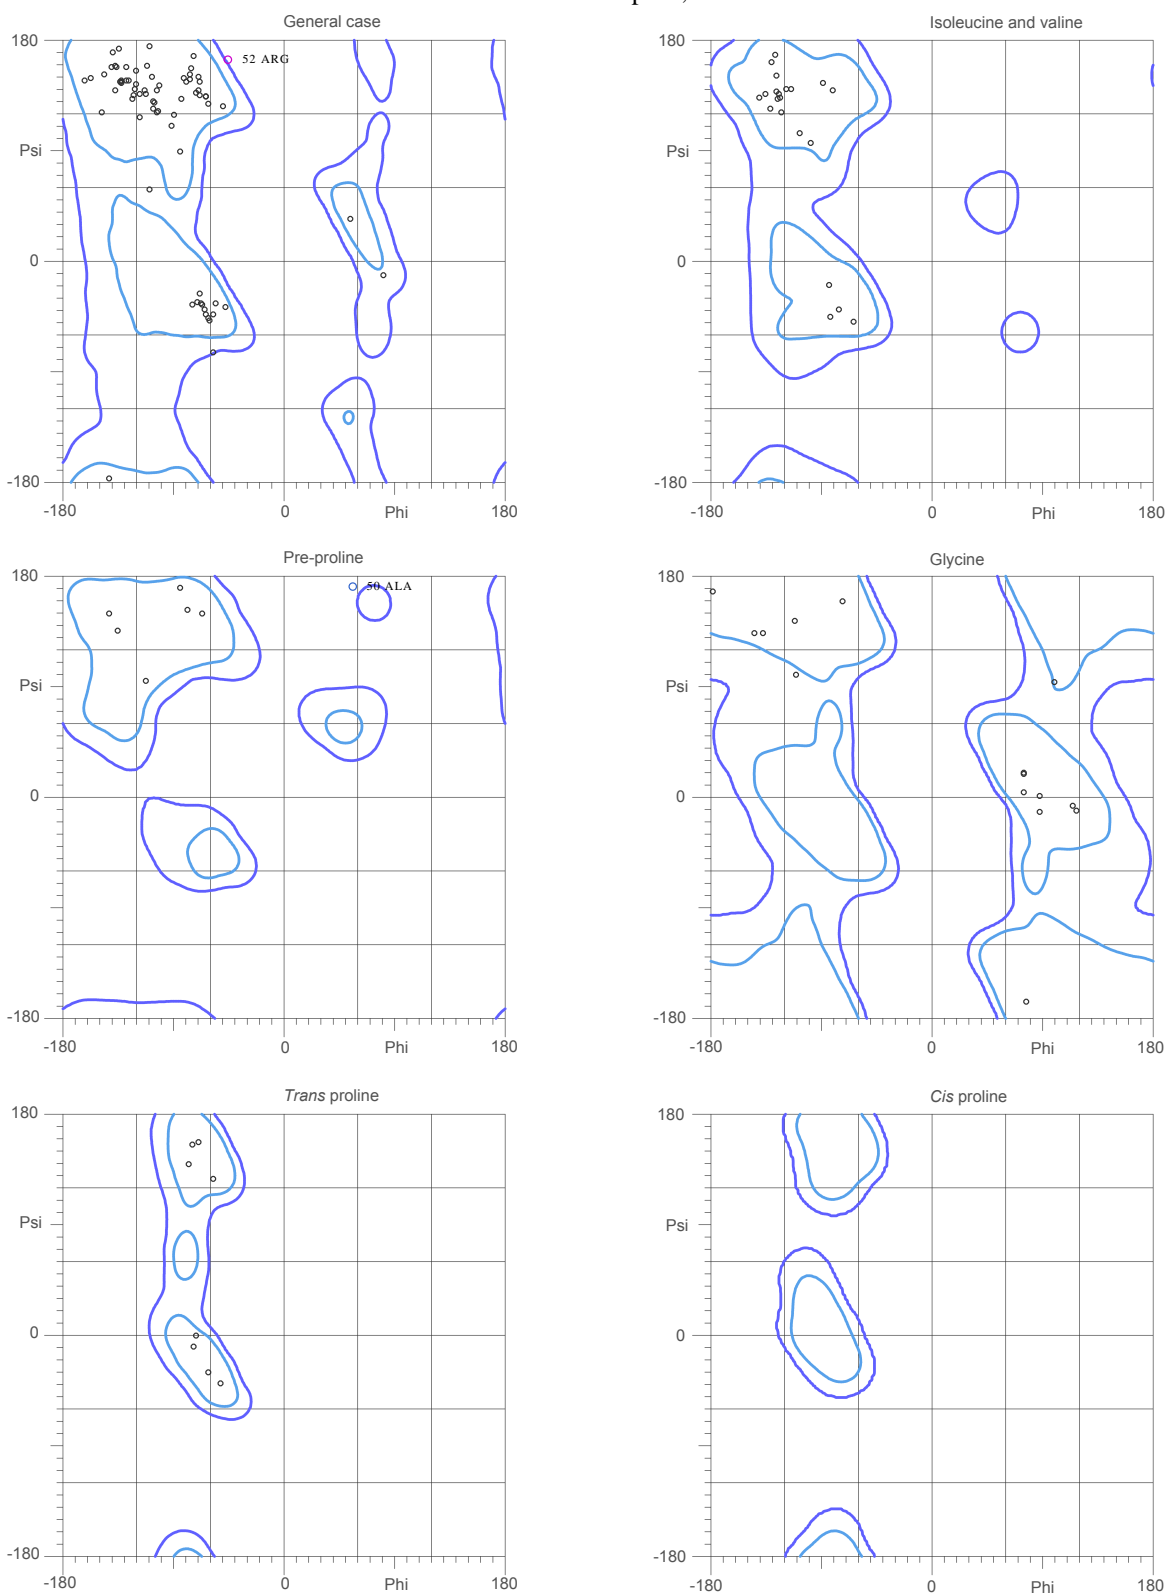 General case
Isoleucine and valine
180
52 ARG
180
Psi
Psi
0
0
-180
-180
-180
0
Phi
180
-180
0
Phi
180
Pre-proline
Glycine
180
50 ALA
180
Psi
Psi
0
0
-180
-180
-180
0
Phi
180
-180
0
Phi
180
Trans proline
Cis proline
180
180
Psi
Psi
0
0
-180
-180
-180
0
Phi
180
-180
0
Phi
180